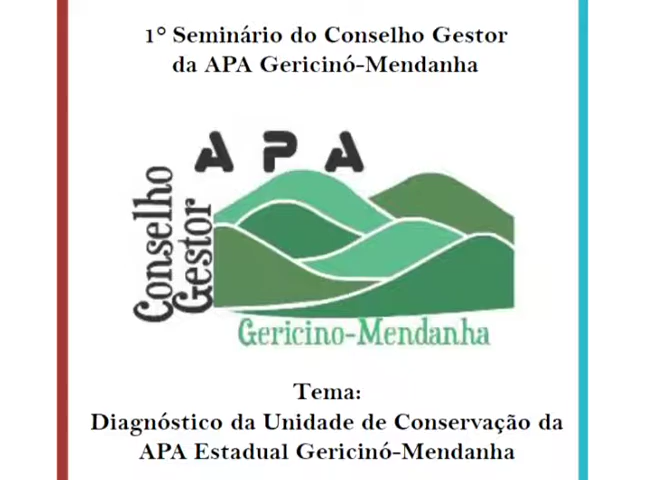 1° Seminário do Conselho Gestor
da APA Gericinó-Mendanha
APA
Conselho
Gestor
Gericino-Mendanha
Tema:
Diagnóstico da Unidade de Conservação da
APA Estadual Gericinó-Mendanha